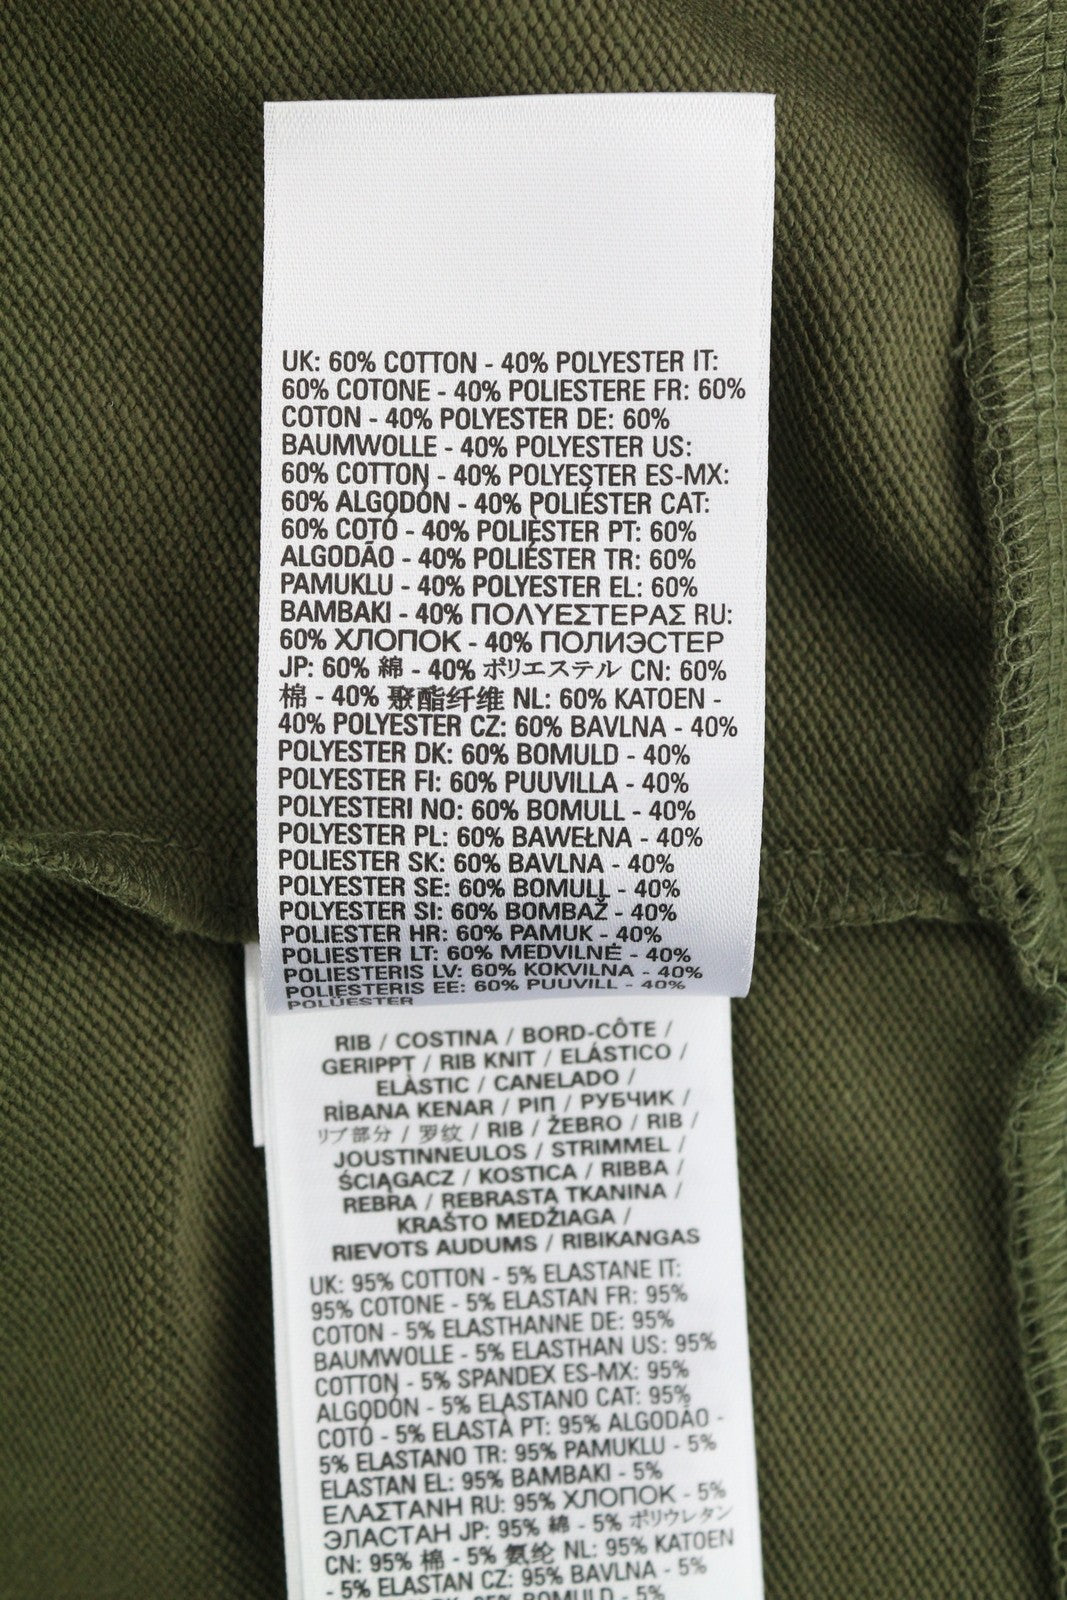 UK: 60% COTTON - 40% POLYESTER IT:
60% COTONE - 40% POLIESTERE FR: 60%
COTON - 40% POLYESTER DE: 60%
BAUMWOLLE - 40% POLYESTER US:
60% COTTON - 40% POLYESTER ES-MX:
60% ALGODÓN - 40% POLIÉSTER CAT:
60% COTÓ - 40% POLIÈSTER PT: 60%
ALGODÃO - 40% POLIÉSTER TR: 60%
PAMUKLU - 40% POLYESTER EL: 60%
BAMBAKI - 40% ΠΟΛΥΕΣΤΕΡΑΣ RU:
60% ХЛОПОК - 40% ПОЛИЭСТЕР
JP: 60% 綿 - 40% ポリエステル CN: 60%
棉 - 40% 聚酯纤维 NL: 60% KATOEN -
40% POLYESTER CZ: 60% BAVLNA - 40%
POLYESTER DK: 60% BOMULD - 40%
POLYESTER FI: 60% PUUVILLA - 40%
POLYESTERI NO: 60% BOMULL - 40%
POLYESTER PL: 60% BAWEŁNA - 40%
POLIESTER SK: 60% BAVLNA - 40%
POLYESTER SE: 60% BOMULL - 40%
POLYESTER SI: 60% BOMBAŽ - 40%
POLIESTER HR: 60% PAMUK - 40%
POLIESTER LT: 60% MEDVILNĖ - 40%
POLIESTERIS LV: 60% KOKVILNA - 40%
POLIESTERIS EE: 60% PUUVILL - 40%
POLÜESTER
RIB / COSTINA / BORD-CÔTE /
GERIPPT / RIB KNIT / ELÁSTICO /
ELÀSTIC / CANELADO /
RİBANA KENAR / ΡΙΠ / РУБЧИК /
リブ部分 / 罗纹 / RIB / ŽEBRO / RIB /
JOUSTINNEULOS / STRIMMEL /
ŚCIĄGACZ / KOSTICA / RIBBA /
REBRA / REBRASTA TKANINA /
KRAŠTO MEDŽIAGA /
RIEVOTS AUDUMS / RIBIKANGAS
UK: 95% COTTON - 5% ELASTANE IT:
95% COTONE - 5% ELASTAN FR: 95%
COTON - 5% ELASTHANNE DE: 95%
BAUMWOLLE - 5% ELASTHAN US: 95%
COTTON - 5% SPANDEX ES-MX: 95%
ALGODÓN - 5% ELASTANO CAT: 95%
COTÓ - 5% ELASTÀ PT: 95% ALGODÃO -
5% ELASTANO TR: 95% PAMUKLU - 5%
ELASTAN EL: 95% BAMBAKI - 5%
ΕΛΑΣΤΑΝΗ RU: 95% ХЛОПОК - 5%
ЭЛАСТАН JP: 95% 綿 - 5% ポリウレタン
CN: 95% 棉 - 5% 氨纶 NL: 95% KATOEN
- 5% ELASTAN CZ: 95% BAVLNA - 5%
ELASTAN DK: 95% BOMULD - 5%